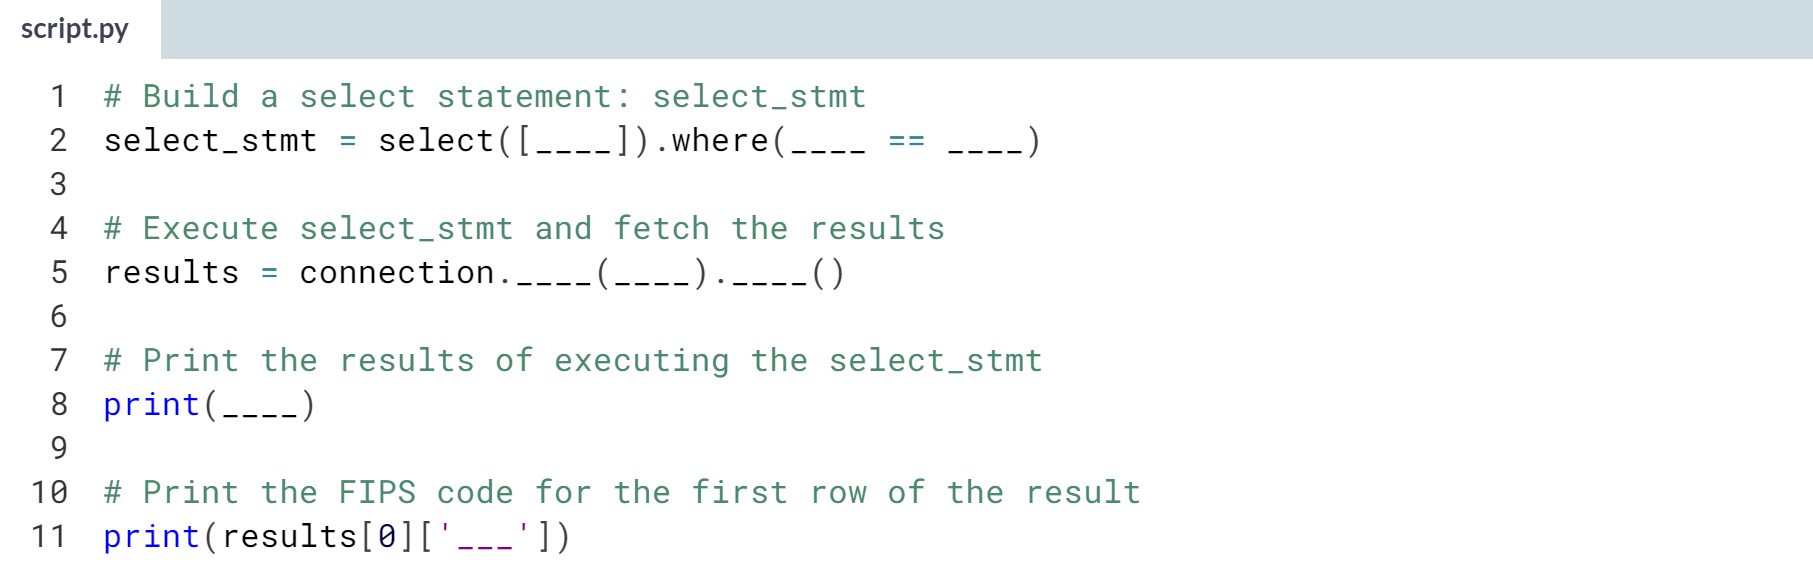 script.py
1 # Build a select statement: select_stmt
2 select_stmt = select([____]).where(____ == ____)
3
4 # Execute select_stmt and fetch the results
5 results = connection.____(____).____()
6
7 # Print the results of executing the select_stmt
8 print(____)
9
10 # Print the FIPS code for the first row of the result
11 print(results[0]['___'])